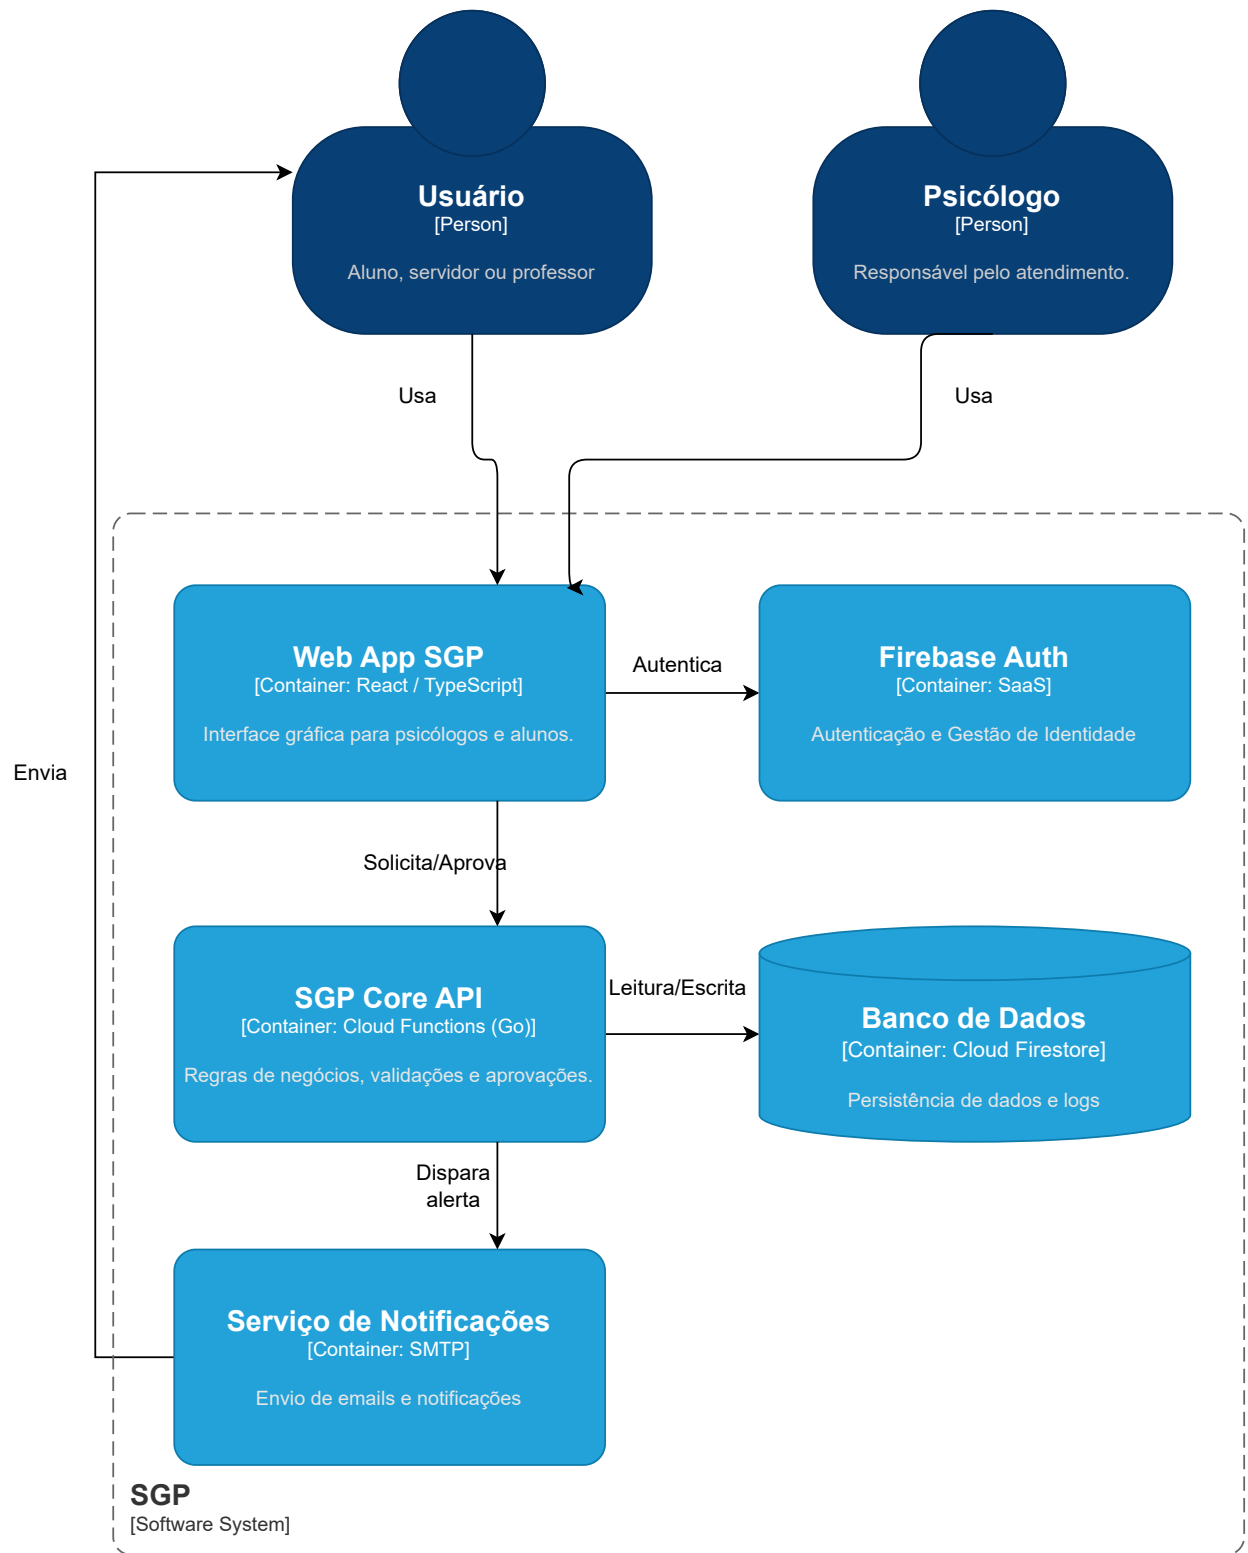 Usuário
[Person]
Aluno, servidor ou professor
Psicólogo
[Person]
Responsável pelo atendimento.
Usa
Usa
Web App SGP
[Container: React / TypeScript]
Interface gráfica para psicólogos e alunos.
Autentica
Firebase Auth
[Container: SaaS]
Autenticação e Gestão de Identidade
Envia
Solicita/Aprova
SGP Core API
[Container: Cloud Functions (Go)]
Regras de negócios, validações e aprovações.
Leitura/Escrita
Banco de Dados
[Container: Cloud Firestore]
Persistência de dados e logs
Dispara
alerta
Serviço de Notificações
[Container: SMTP]
Envio de emails e notificações
SGP
[Software System]